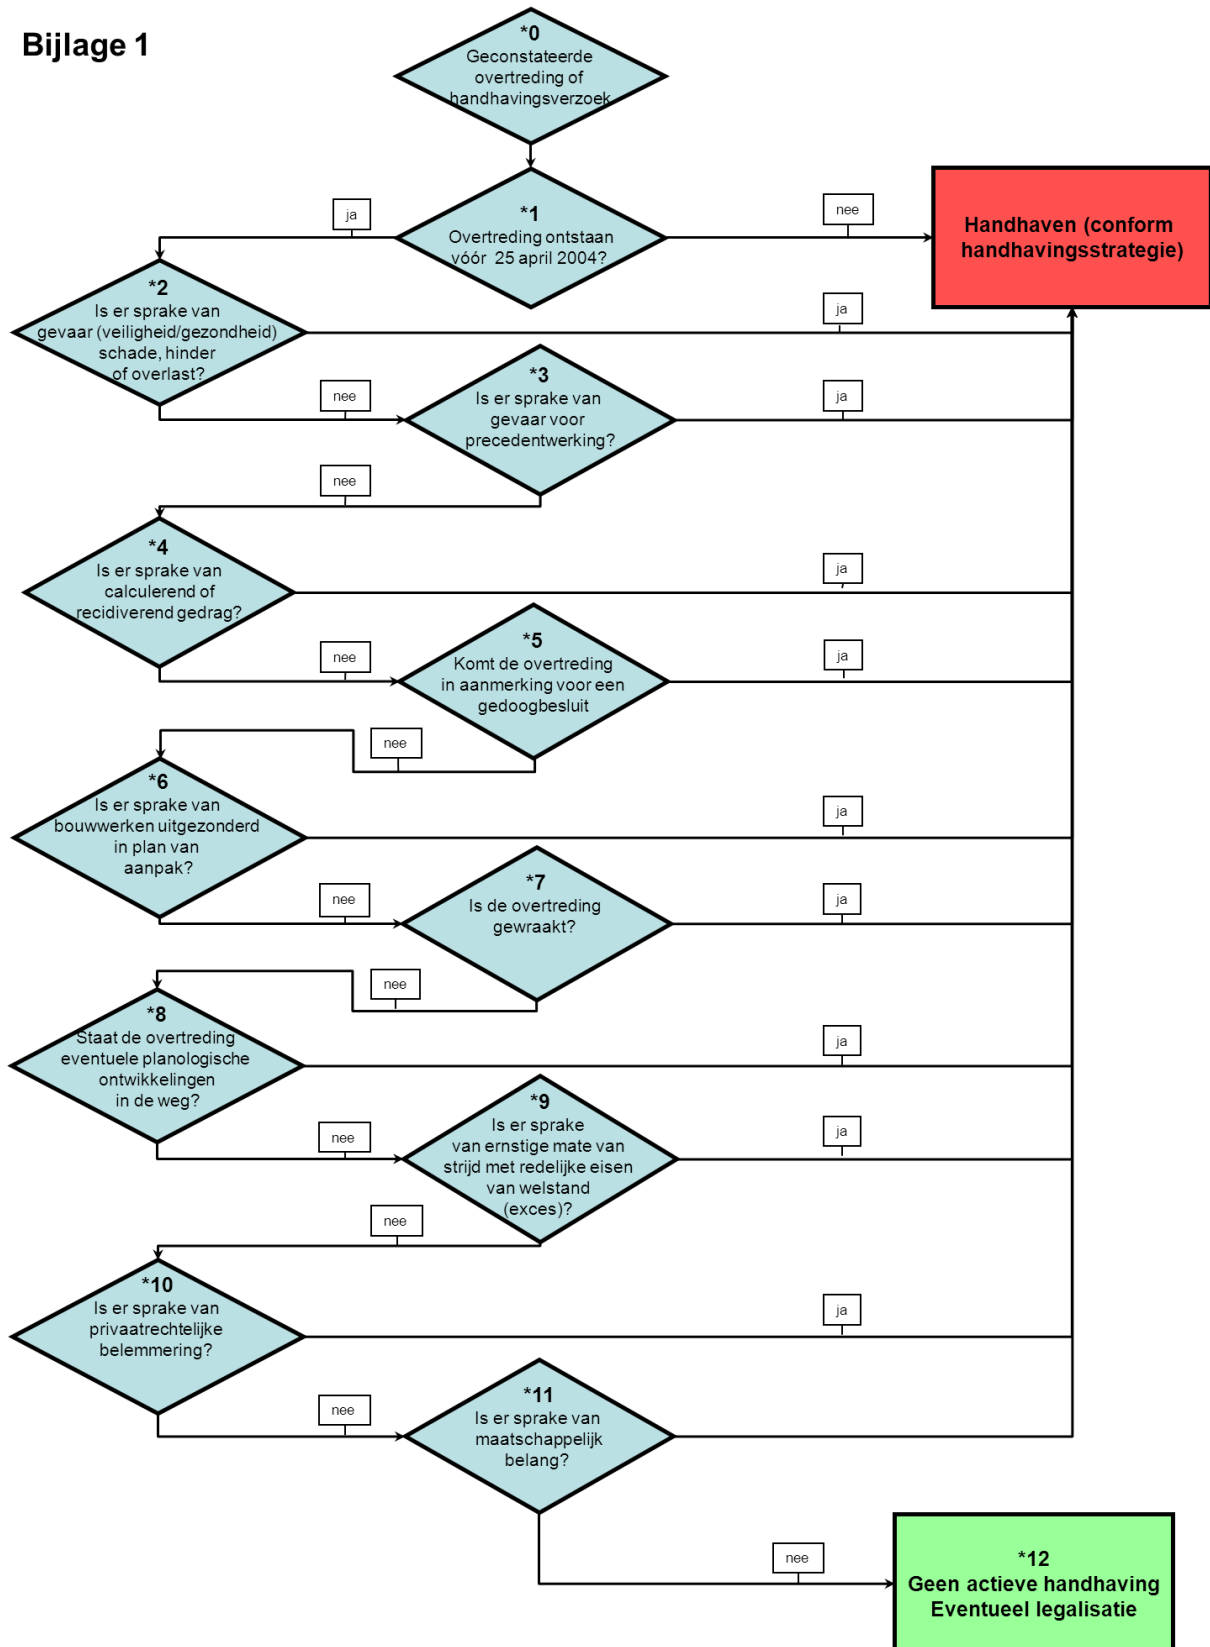 Bijlage 1
*0
Geconstateerde
overtreding of
handhavingsverzoek
ja
*1
Overtreding ontstaan
vóór 25 april 2004?
nee
Handhaven (conform
handhavingsstrategie)
*2
Is er sprake van
gevaar (veiligheid/gezondheid)
schade, hinder
of overlast?
ja
nee
*3
Is er sprake van
gevaar voor
precedentwerking?
ja
nee
*4
Is er sprake van
calculerend of
recidiverend gedrag?
ja
nee
*5
Komt de overtreding
in aanmerking voor een
gedoogbesluit
ja
nee
*6
Is er sprake van
bouwwerken uitgezonderd
in plan van
aanpak?
ja
nee
*7
Is de overtreding
gewraakt?
ja
nee
*8
Staat de overtreding
eventuele planologische
ontwikkelingen
in de weg?
ja
nee
*9
Is er sprake
van ernstige mate van
strijd met redelijke eisen
van welstand
(exces)?
ja
nee
*10
Is er sprake van
privaatrechtelijke
belemmering?
ja
nee
*11
Is er sprake van
maatschappelijk
belang?
nee
*12
Geen actieve handhaving
Eventueel legalisatie